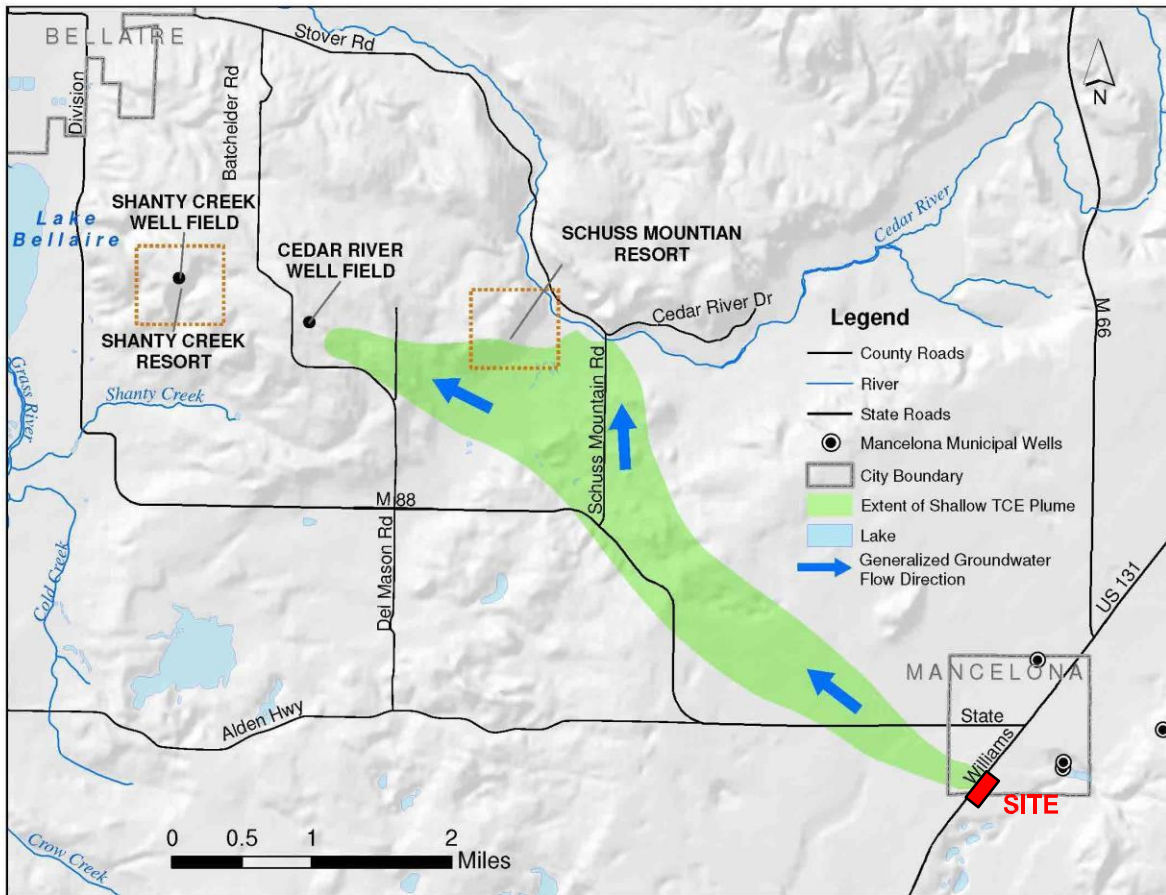 BELLAIRE
Stover Rd
Division
Batchelder Rd
N
SHANTY CREEK
WELL FIELD
Lake
Bellaire
CEDAR RIVER
WELL FIELD
SCHUSS MOUNTIAN
RESORT
Cedar River
M 66
SHANTY CREEK
RESORT
Cedar River Dr
Grass River
Shanty Creek
Schuss Mountain Rd
Legend
County Roads
River
State Roads
Mancelona Municipal Wells
City Boundary
Extent of Shallow TCE Plume
Lake
Generalized Groundwater
Flow Direction
M 88
Del Mason Rd
Cold Creek
US 131
MANCELONA
Alden Hwy
State
Williams
SITE
0 0.5 1 2
Miles
Crow Creek